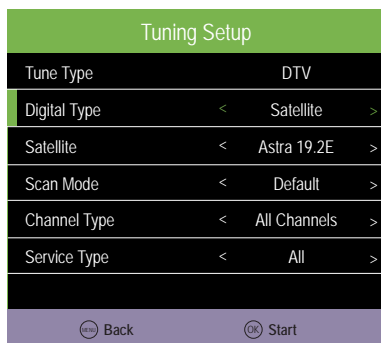 Tuning Setup
Tune Type DTV
Digital Type < Satellite >
Satellite < Astra 19.2E >
Scan Mode < Default >
Channel Type < All Channels >
Service Type < All >
MENU Back OK Start